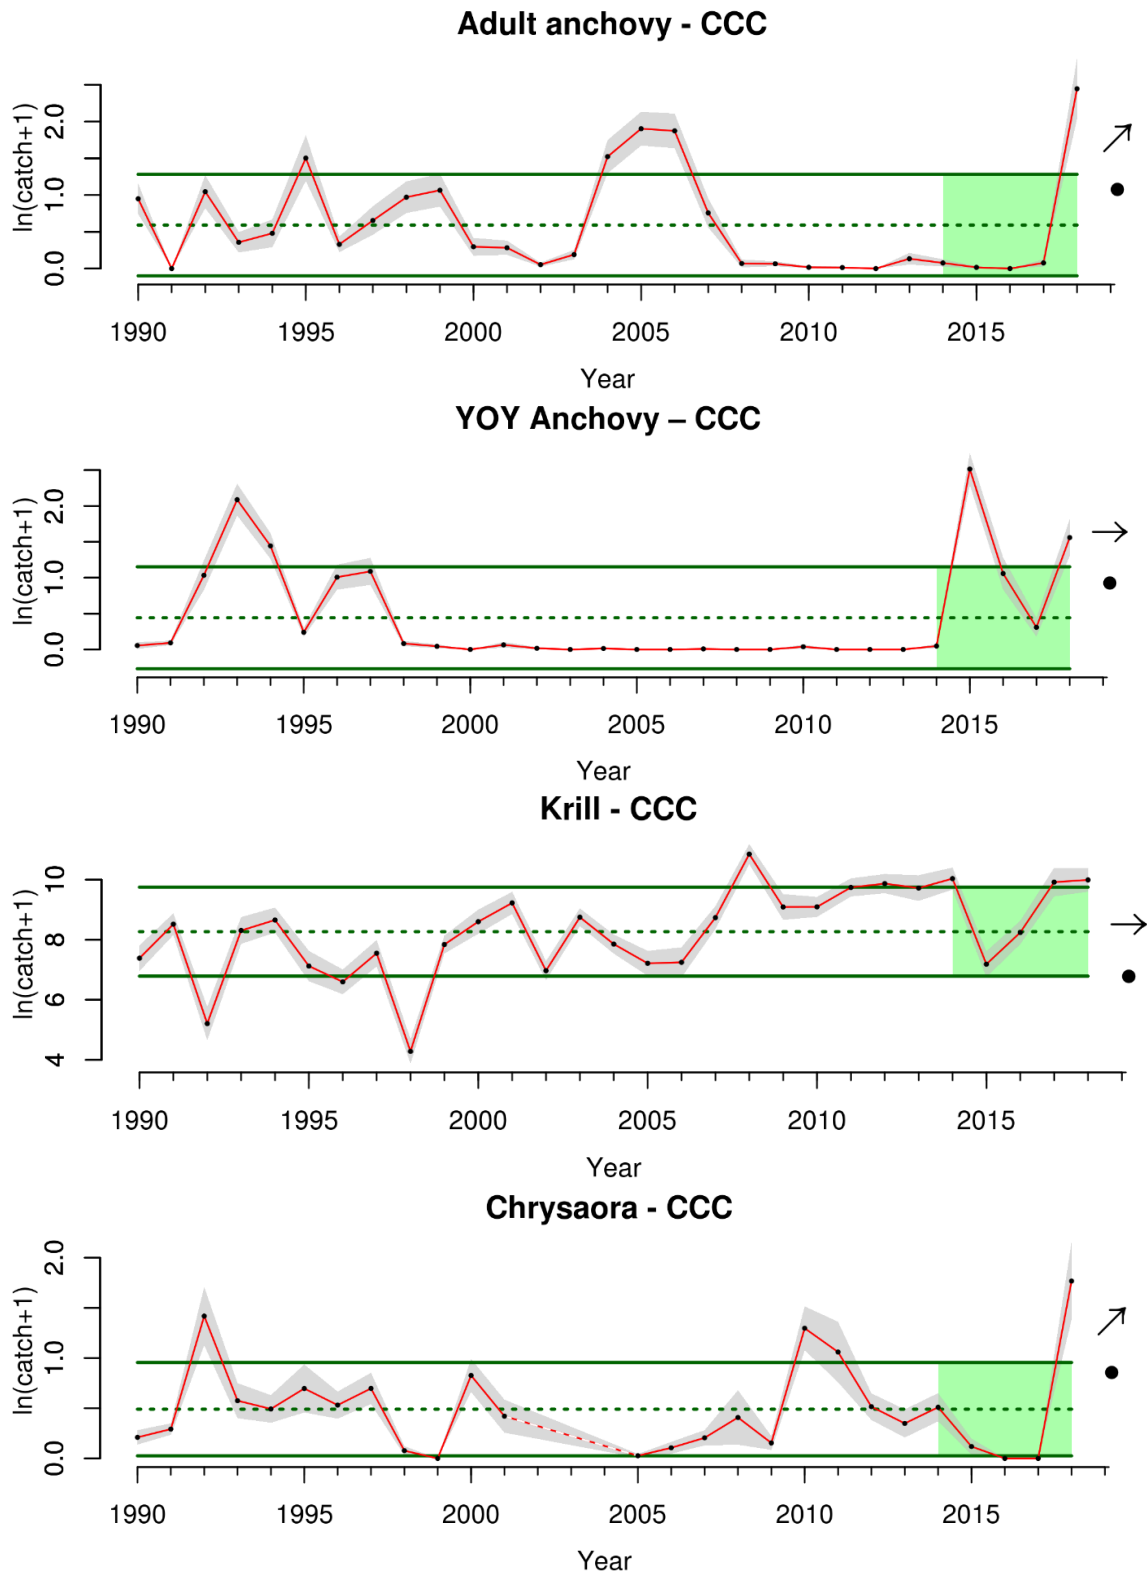 Adult anchovy - CCC
ln(catch+1)
0.0 1.0 2.0
1990 1995 2000 2005 2010 2015
Year
YOY Anchovy – CCC
ln(catch+1)
0.0 1.0 2.0
1990 1995 2000 2005 2010 2015
Year
Krill - CCC
ln(catch+1)
4 6 8 10
1990 1995 2000 2005 2010 2015
Year
Chrysaora - CCC
ln(catch+1)
0.0 1.0 2.0
1990 1995 2000 2005 2010 2015
Year